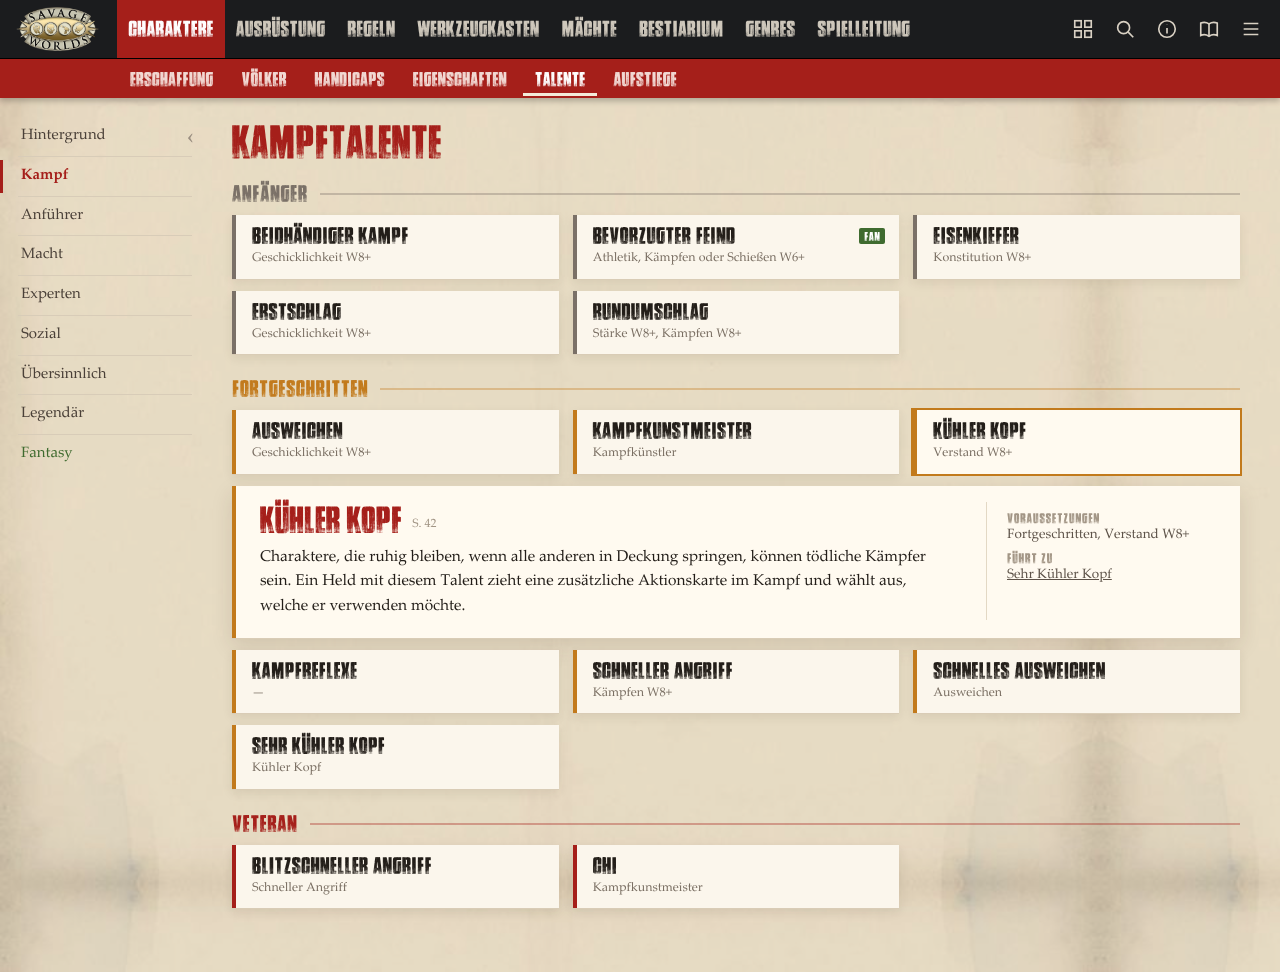 SAVAGE
WORLDS
CHARAKTERE AUSRÜSTUNG REGELN WERKZEUGKASTEN MÄCHTE BESTIARIUM GENRES SPIELLEITUNG
ERSCHAFFUNG VÖLKER HANDICAPS EIGENSCHAFTEN TALENTE AUFSTIEGE
Hintergrund
Kampf
Anführer
Macht
Experten
Sozial
Übersinnlich
Legendär
Fantasy
KAMPFTALENTE
ANFÄNGER
BEIDHÄNDIGER KAMPF
Geschicklichkeit W8+
BEVORZUGTER FEIND FAN
Athletik, Kämpfen oder Schießen W6+
EISENKIEFER
Konstitution W8+
ERSTSCHLAG
Geschicklichkeit W8+
RUNDUMSCHLAG
Stärke W8+, Kämpfen W8+
FORTGESCHRITTEN
AUSWEICHEN
Geschicklichkeit W8+
KAMPFKUNSTMEISTER
Kampfkünstler
KÜHLER KOPF
Verstand W8+
KÜHLER KOPF S. 42
Charaktere, die ruhig bleiben, wenn alle anderen in Deckung springen, können tödliche Kämpfer
sein. Ein Held mit diesem Talent zieht eine zusätzliche Aktionskarte im Kampf und wählt aus,
welche er verwenden möchte.
VORAUSSETZUNGEN
Fortgeschritten, Verstand W8+
FÜHRT ZU
Sehr Kühler Kopf
KAMPFREFLEXE
—
SCHNELLER ANGRIFF
Kämpfen W8+
SCHNELLES AUSWEICHEN
Ausweichen
SEHR KÜHLER KOPF
Kühler Kopf
VETERAN
BLITZSCHNELLER ANGRIFF
Schneller Angriff
CHI
Kampfkunstmeister